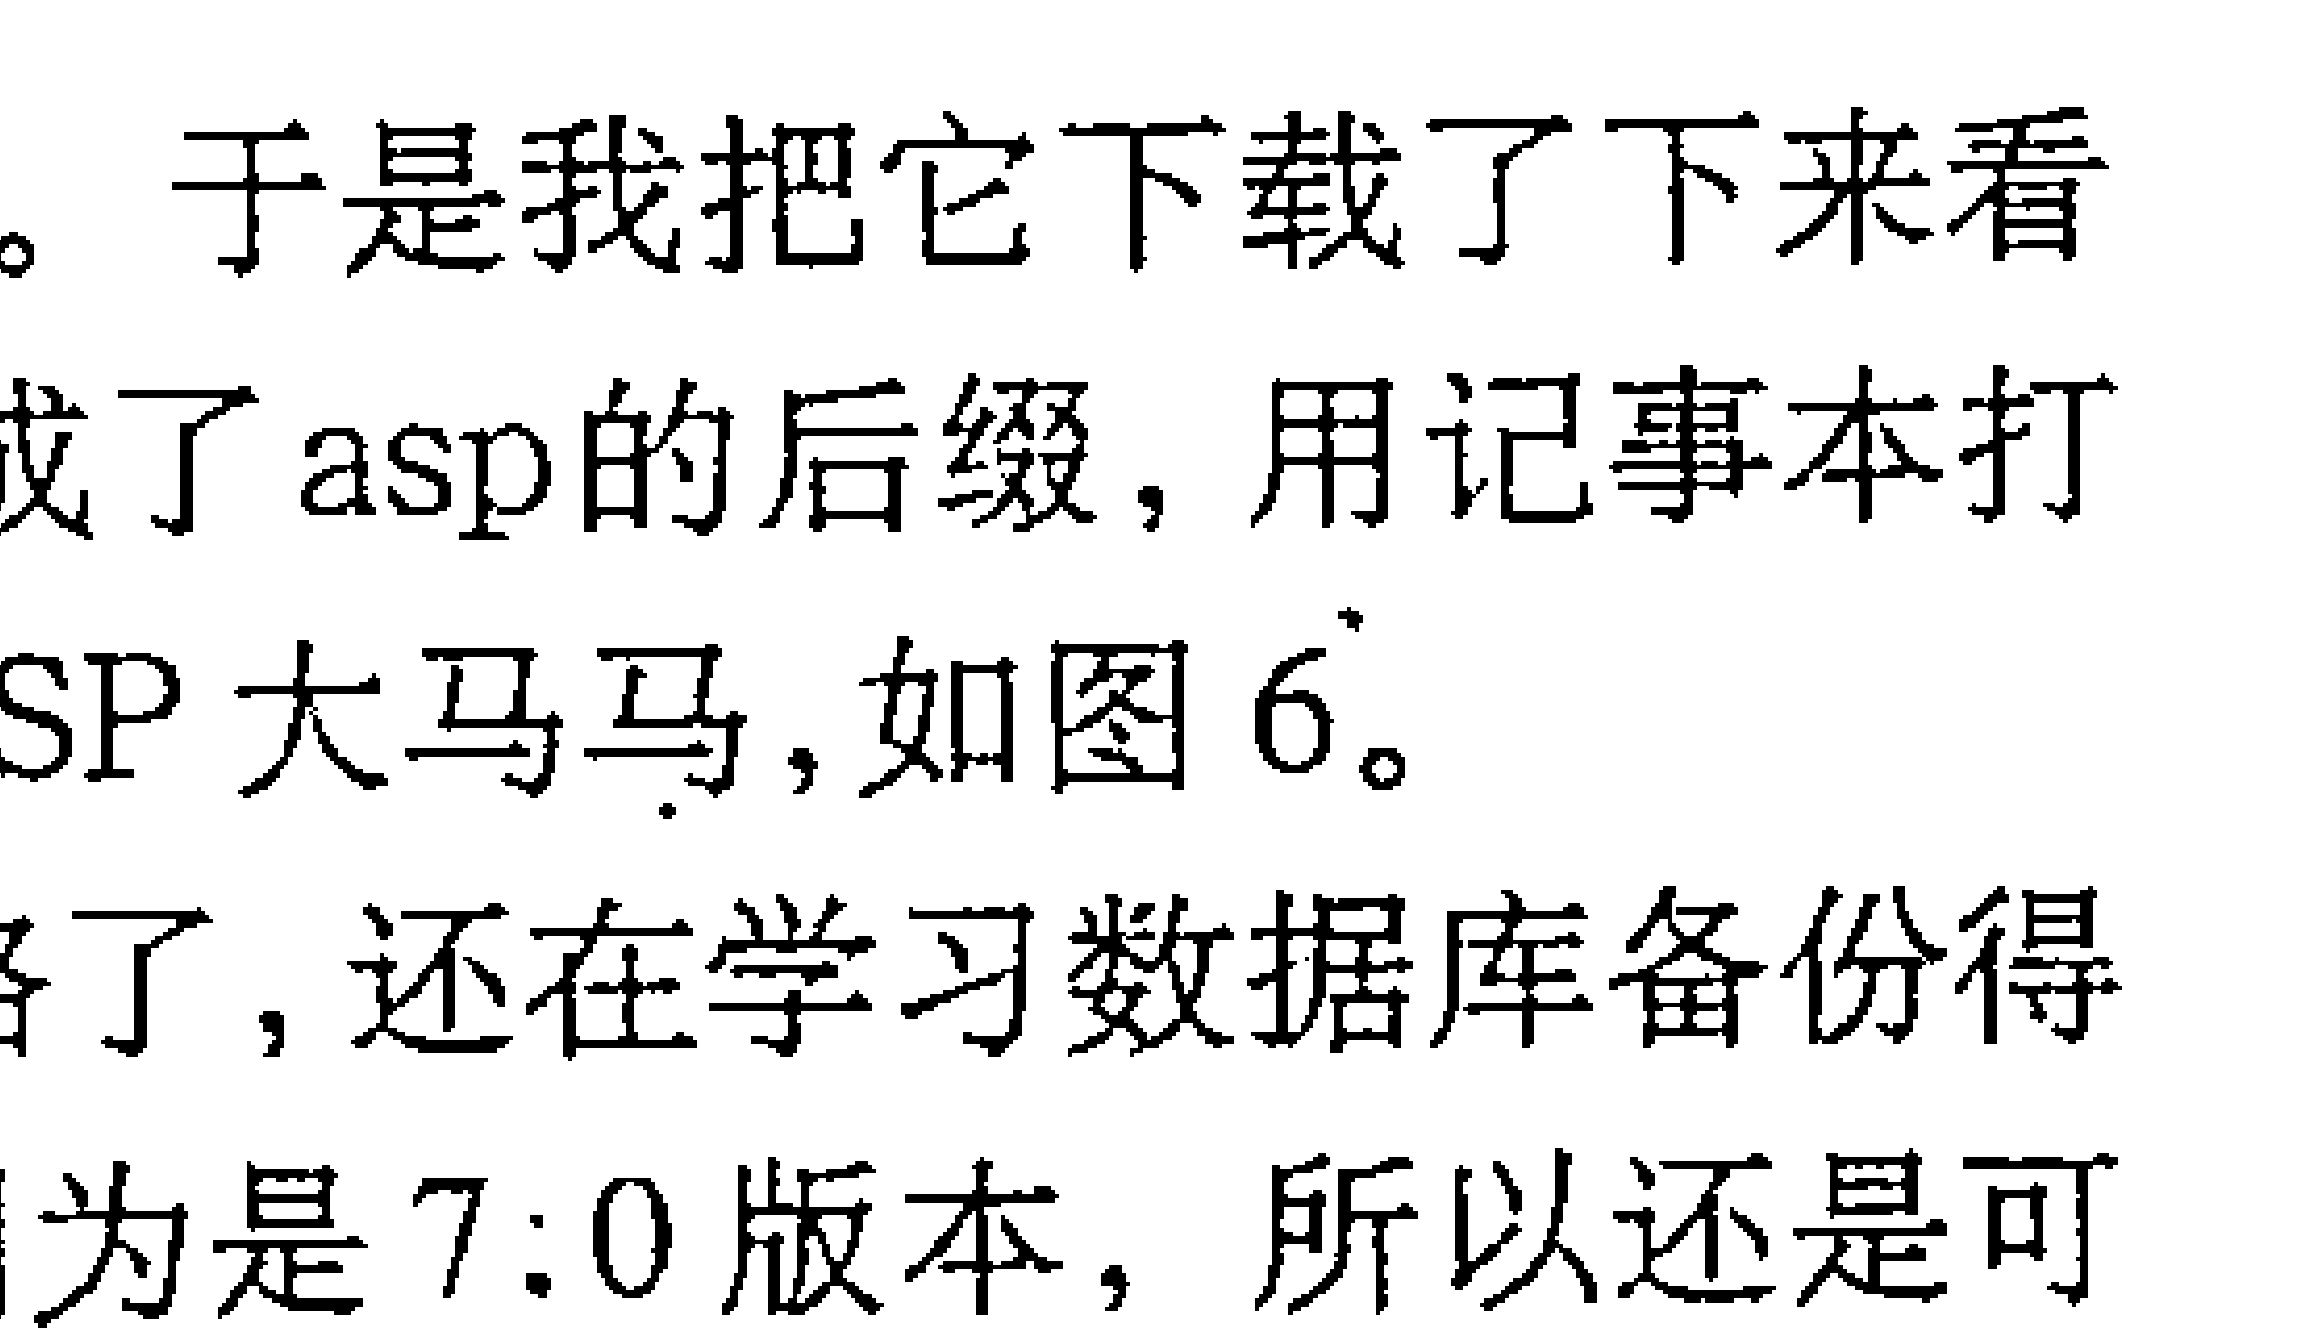 。于是我把它下载了下来看
成了 asp的后缀，用记事本打
SP 大马马，如图 6。
了，还在学习数据库备份得
因为是 7:0 版本，所以还是可